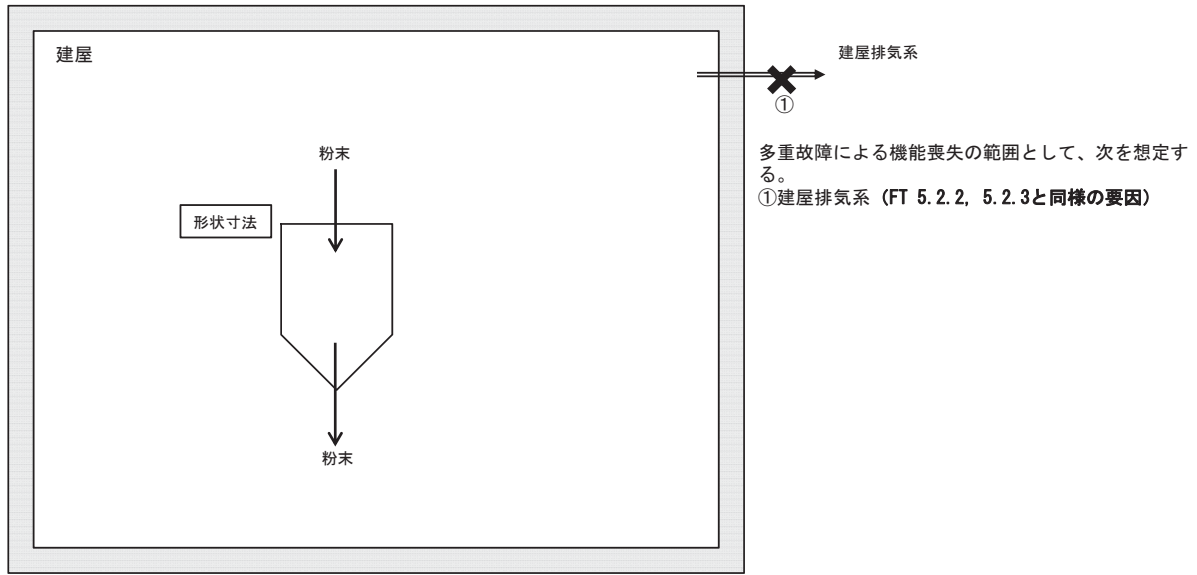 建屋
建屋排気系
①
多重故障による機能喪失の範囲として、次を想定す
る。
①建屋排気系 (FT 5.2.2, 5.2.3と同様の要因)
粉末
形状寸法
粉末